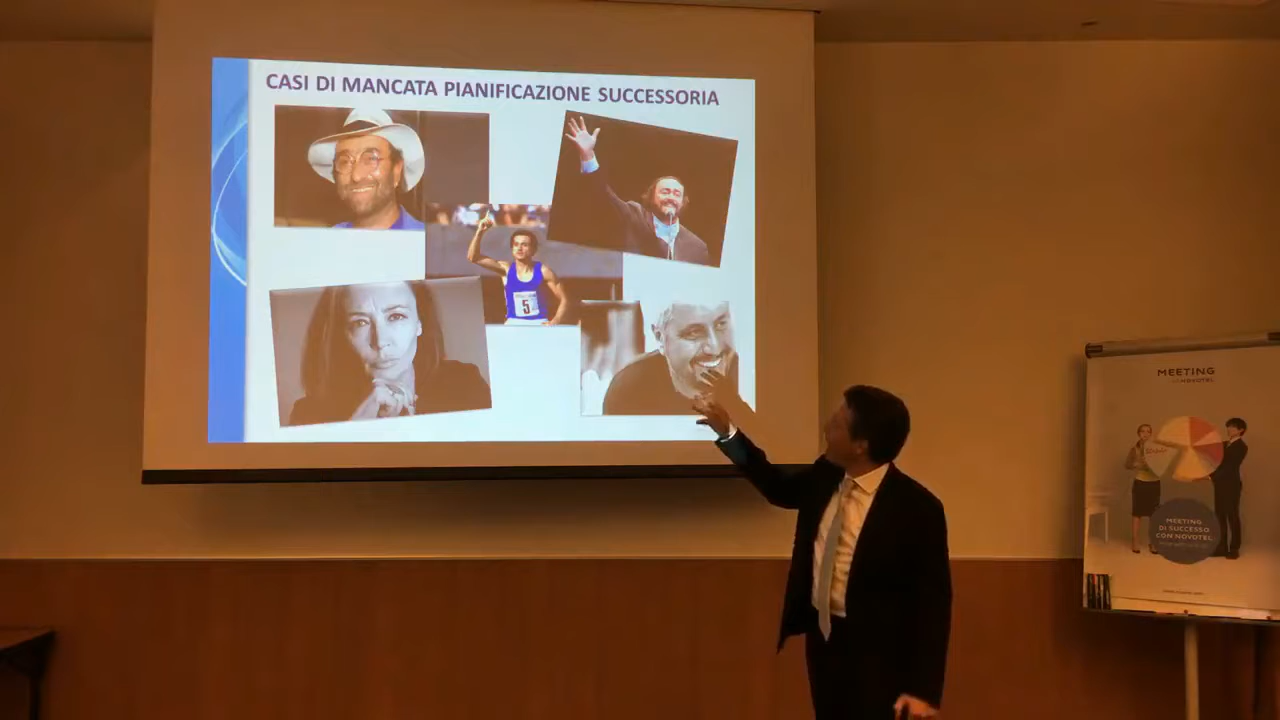 CASI DI MANCATA PIANIFICAZIONE SUCCESSORIA
5
MEETING
NOVOTEL
MEETING
DI SUCCESSO
CON NOVOTEL